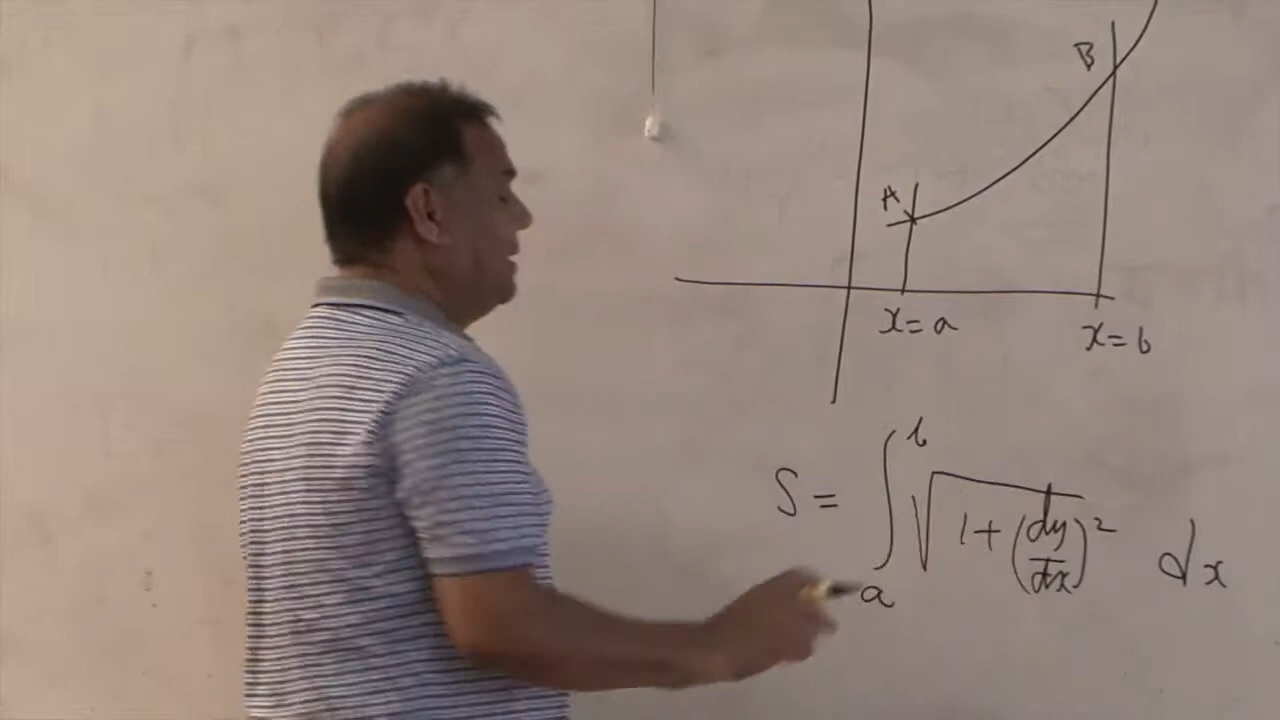 B
A
x=a
x=b
S = ∫_a^b √(1+(dy/dx)²) dx